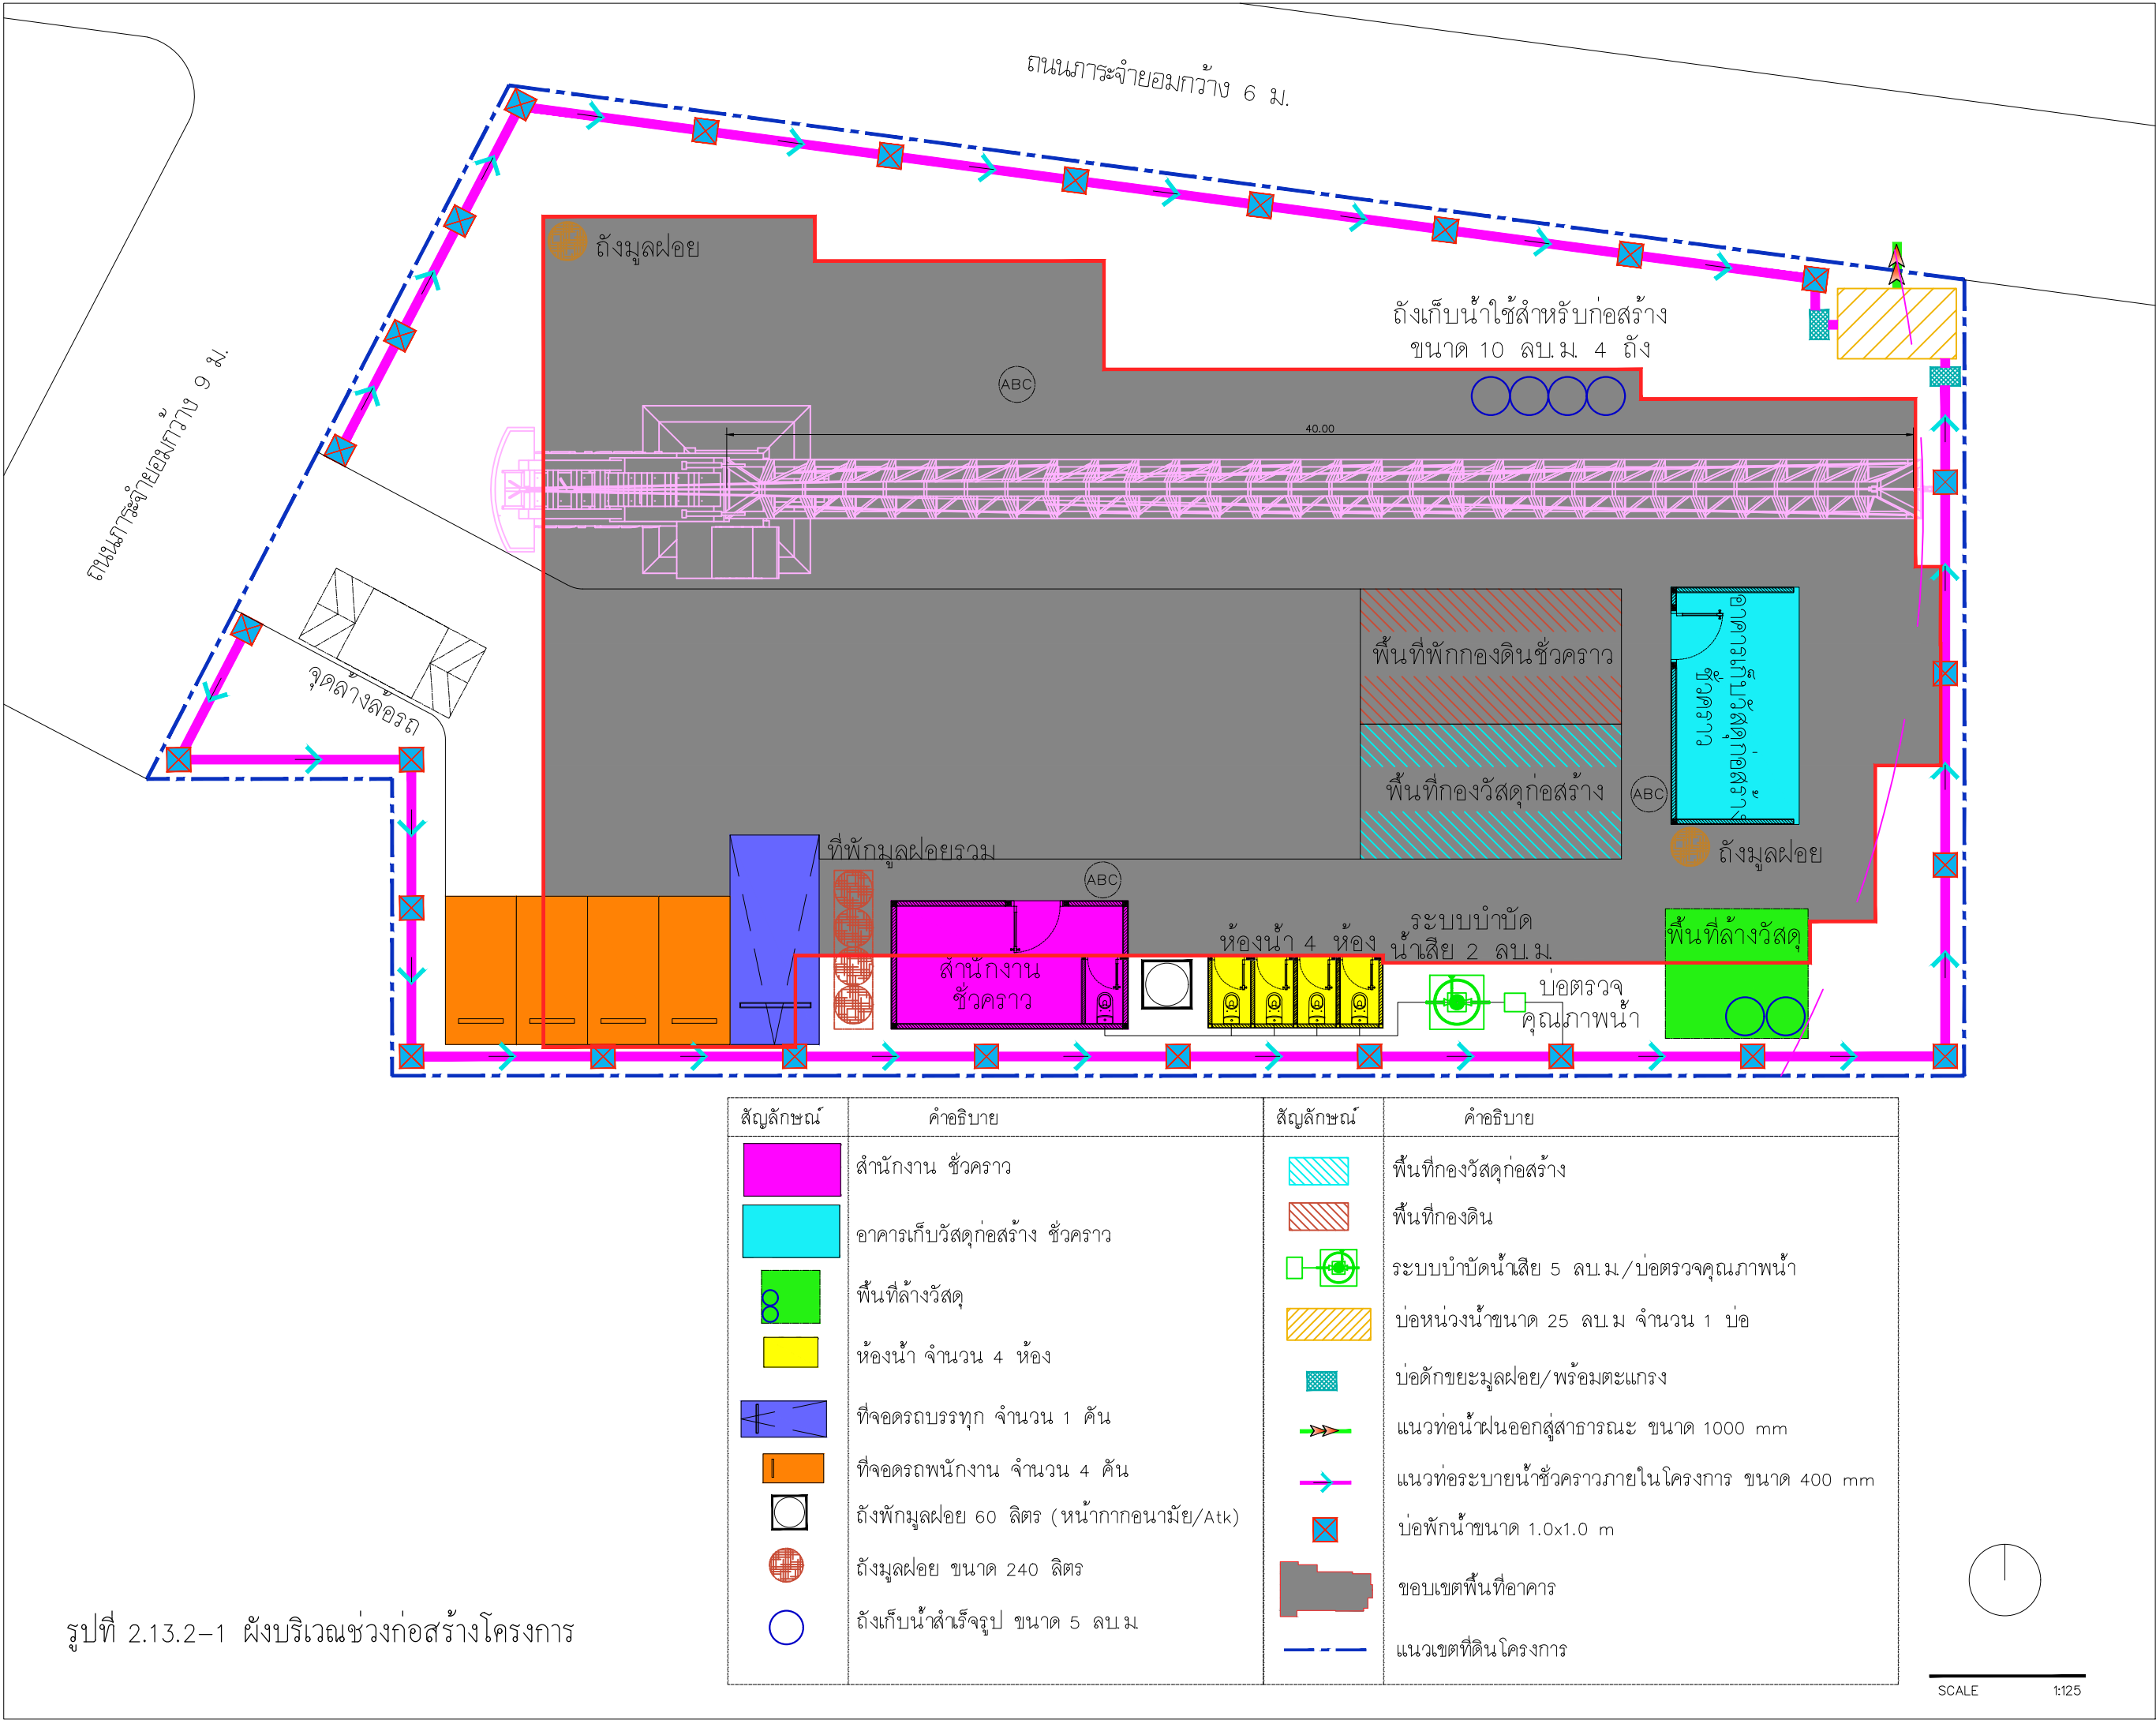 ถนนภาระจำยอมกว้าง 6 ม.
ถนนภาระจำยอมกว้าง 9 ม.
ถังมูลฝอย
ถังเก็บน้ำใช้สำหรับก่อสร้าง
ขนาด 10 ลบ.ม. 4 ถัง
ABC
40.00
จุดล้างล้อรถ
พื้นที่พักกองดินชั่วคราว
พื้นที่กองวัสดุก่อสร้าง
ABC
อาคารเก็บวัสดุก่อสร้าง
ชั่วคราว
ถังมูลฝอย
ที่พักมูลฝอยรวม
ABC
สำนักงาน
ชั่วคราว
ห้องน้ำ 4 ห้อง
ระบบบำบัด
น้ำเสีย 2 ลบ.ม.
บ่อตรวจ
คุณภาพน้ำ
พื้นที่ล้างวัสดุ
สัญลักษณ์ คำอธิบาย
สำนักงาน ชั่วคราว
อาคารเก็บวัสดุก่อสร้าง ชั่วคราว
พื้นที่ล้างวัสดุ
ห้องน้ำ จำนวน 4 ห้อง
ที่จอดรถบรรทุก จำนวน 1 คัน
ที่จอดรถพนักงาน จำนวน 4 คัน
ถังพักมูลฝอย 60 ลิตร (หน้ากากอนามัย/Atk)
ถังมูลฝอย ขนาด 240 ลิตร
ถังเก็บน้ำสำเร็จรูป ขนาด 5 ลบ.ม.
สัญลักษณ์ คำอธิบาย
พื้นที่กองวัสดุก่อสร้าง
พื้นที่กองดิน
ระบบบำบัดน้ำเสีย 5 ลบ.ม./บ่อตรวจคุณภาพน้ำ
บ่อหน่วงน้ำขนาด 25 ลบ.ม จำนวน 1 บ่อ
บ่อดักขยะมูลฝอย/พร้อมตะแกรง
แนวท่อน้ำฝนออกสู่สาธารณะ ขนาด 1000 mm
แนวท่อระบายน้ำชั่วคราวภายในโครงการ ขนาด 400 mm
บ่อพักน้ำขนาด 1.0x1.0 m
ขอบเขตพื้นที่อาคาร
แนวเขตที่ดินโครงการ
รูปที่ 2.13.2-1 ผังบริเวณช่วงก่อสร้างโครงการ
SCALE 1:125